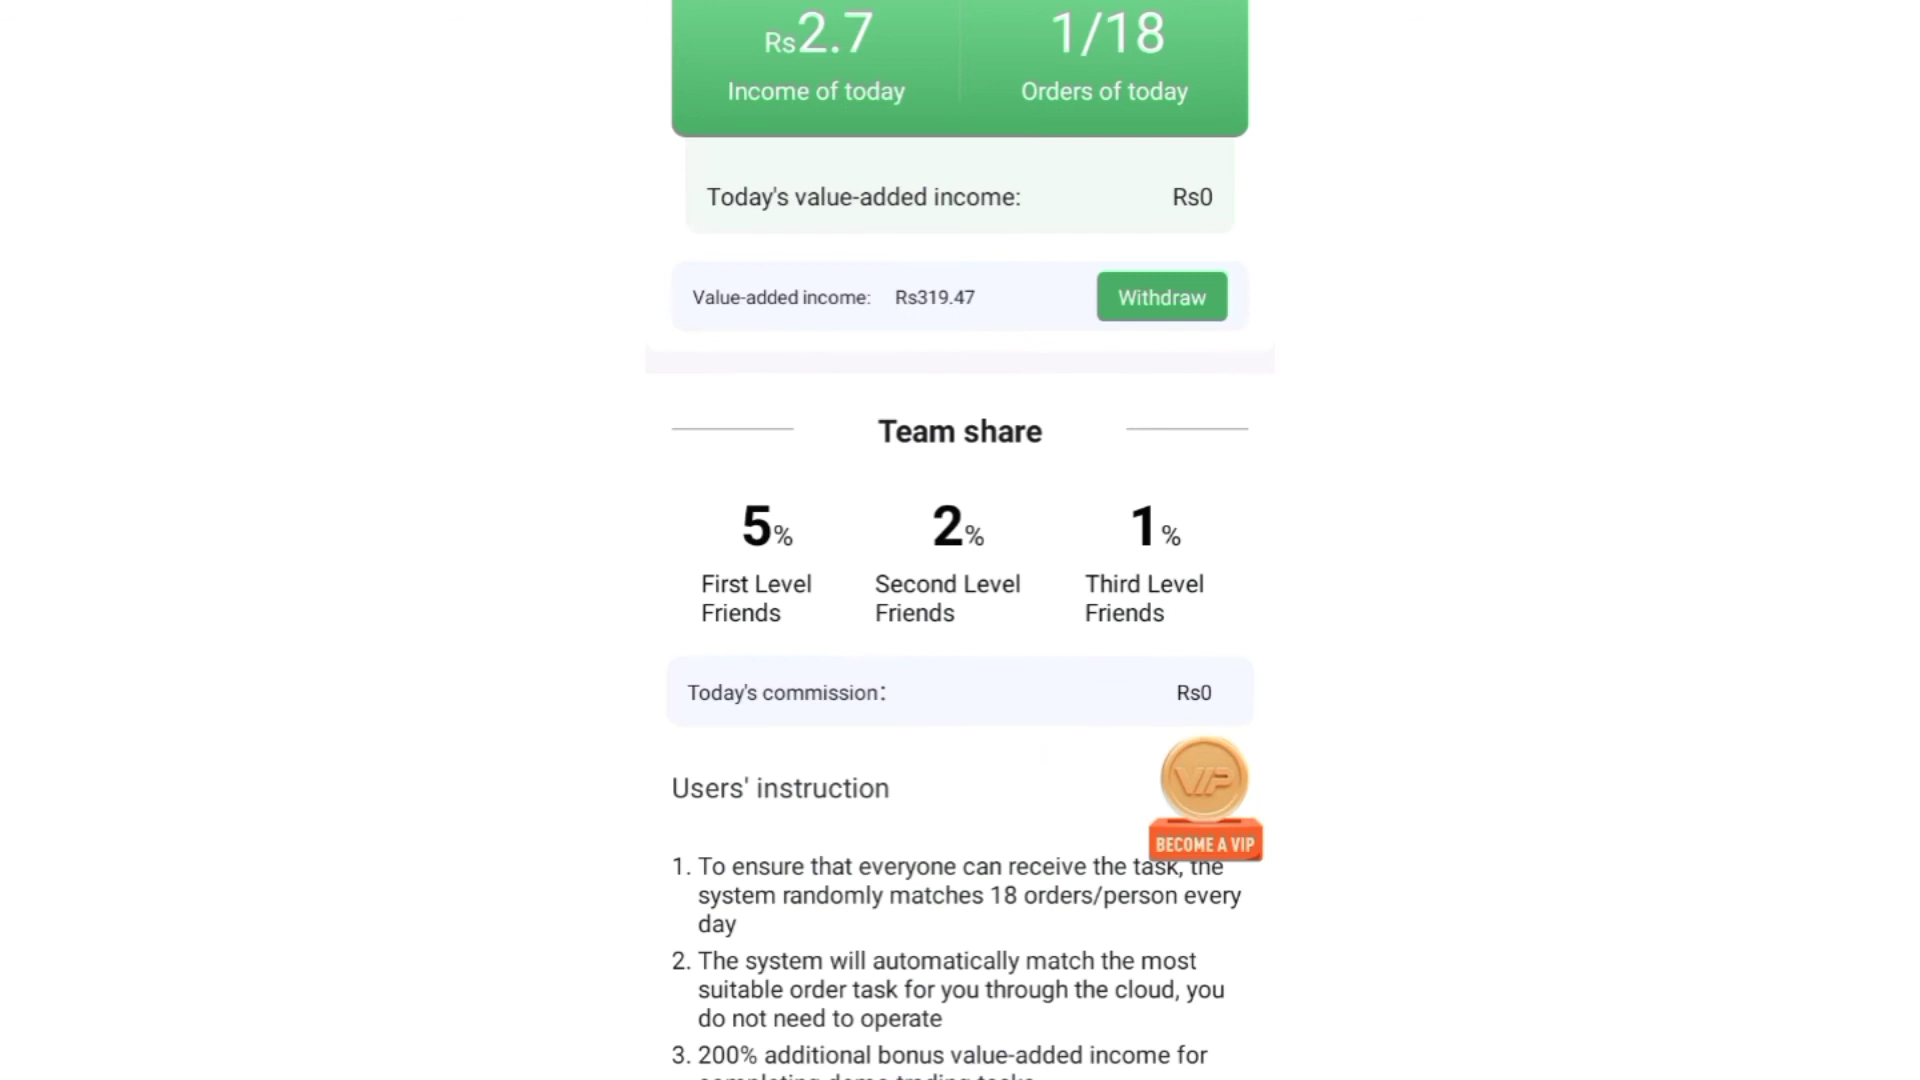 Rs2.7 1/18
Income of today Orders of today
Today's value-added income: Rs0
Value-added income: Rs319.47 Withdraw
Team share
5% 2% 1%
First Level Second Level Third Level
Friends Friends Friends
Today's commission: Rs0
VIP
Users' instruction
BECOME A VIP
1. To ensure that everyone can receive the task, the
system randomly matches 18 orders/person every
day
2. The system will automatically match the most
suitable order task for you through the cloud, you
do not need to operate
3. 200% additional bonus value-added income for